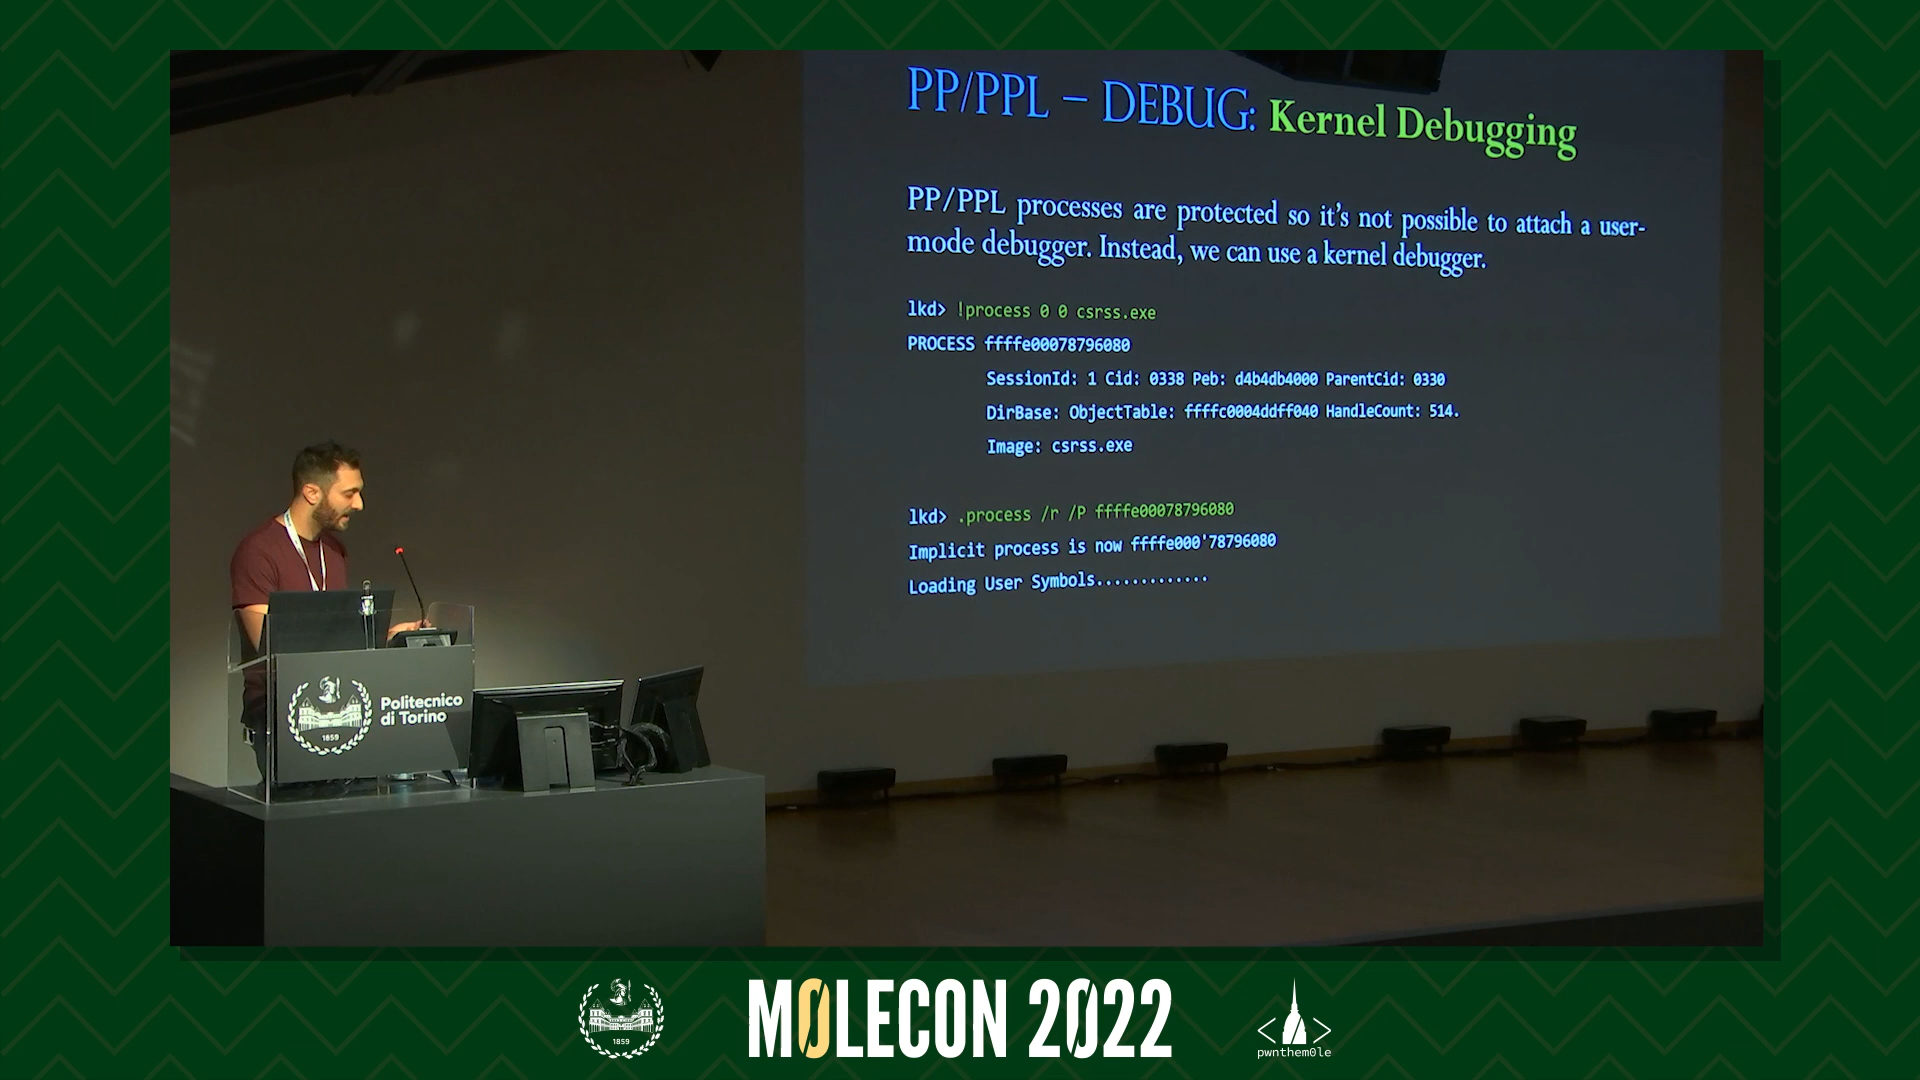 PP/PPL – DEBUG: Kernel Debugging
PP/PPL processes are protected so it's not possible to attach a user-
mode debugger. Instead, we can use a kernel debugger.
lkd> !process 0 0 csrss.exe
PROCESS ffffe00078796080
SessionId: 1 Cid: 0338 Peb: d4b4db4000 ParentCid: 0330
DirBase: ObjectTable: ffffc0004ddff040 HandleCount: 514.
Image: csrss.exe
lkd> .process /r /P ffffe00078796080
Implicit process is now ffffe000'78796080
Loading User Symbols.............
Politecnico
di Torino
1859
1859
MØLECON 2022
pwnthem0le